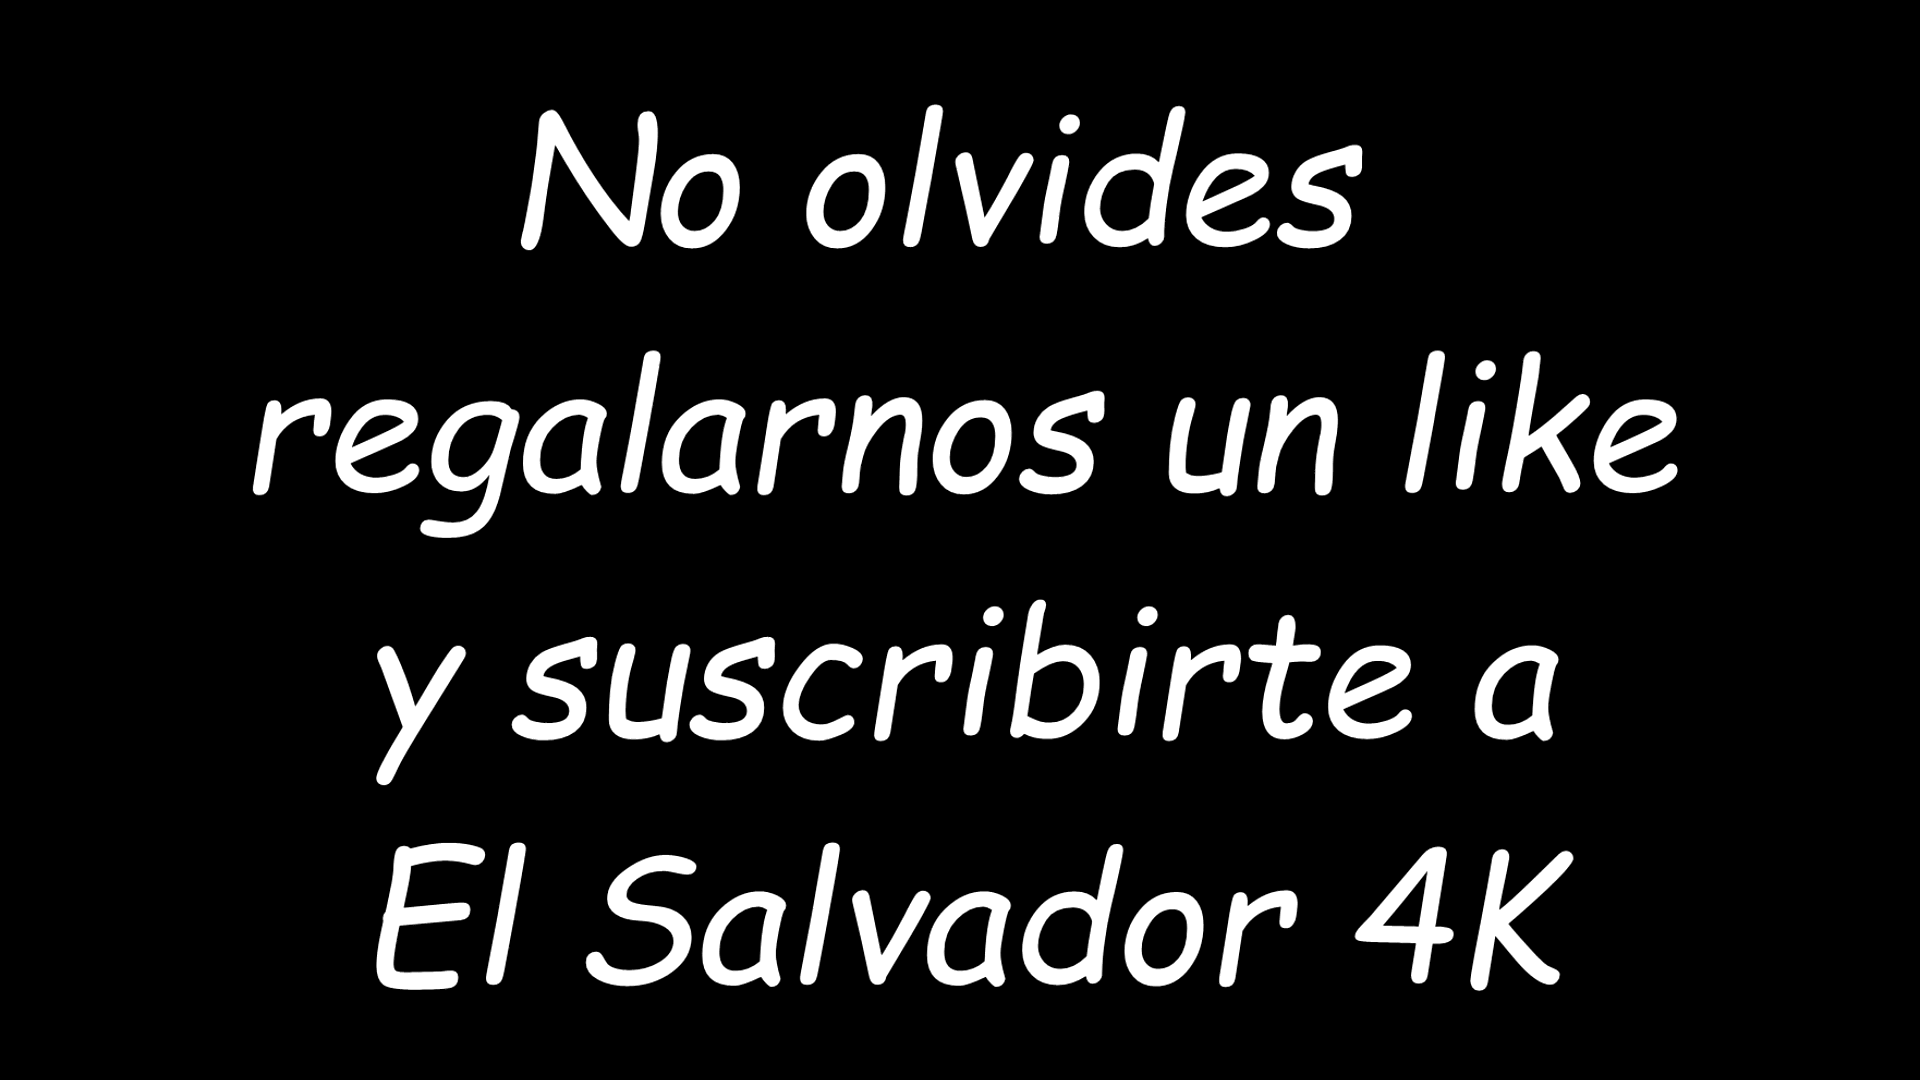 No olvides
regalarnos un like
y suscribirte a
El Salvador 4K